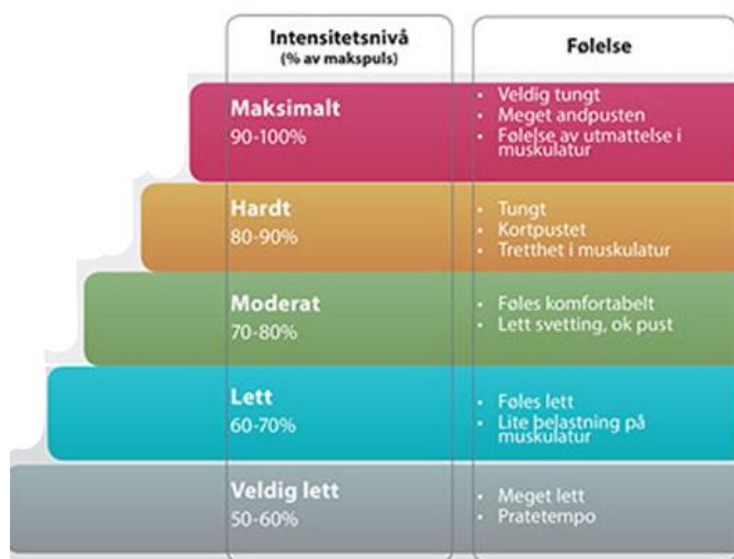 Intensitetsnivå
(% av makspuls)
Følelse
Maksimalt
90-100%
• Veldig tungt
• Meget andpusten
• Følelse av utmattelse i
muskulatur
Hardt
80-90%
• Tungt
• Kortpustet
• Tretthet i muskulatur
Moderat
70-80%
• Føles komfortabelt
• Lett svetting, ok pust
Lett
60-70%
• Føles lett
• Lite belastning på
muskulatur
Veldig lett
50-60%
• Meget lett
• Pratetempo